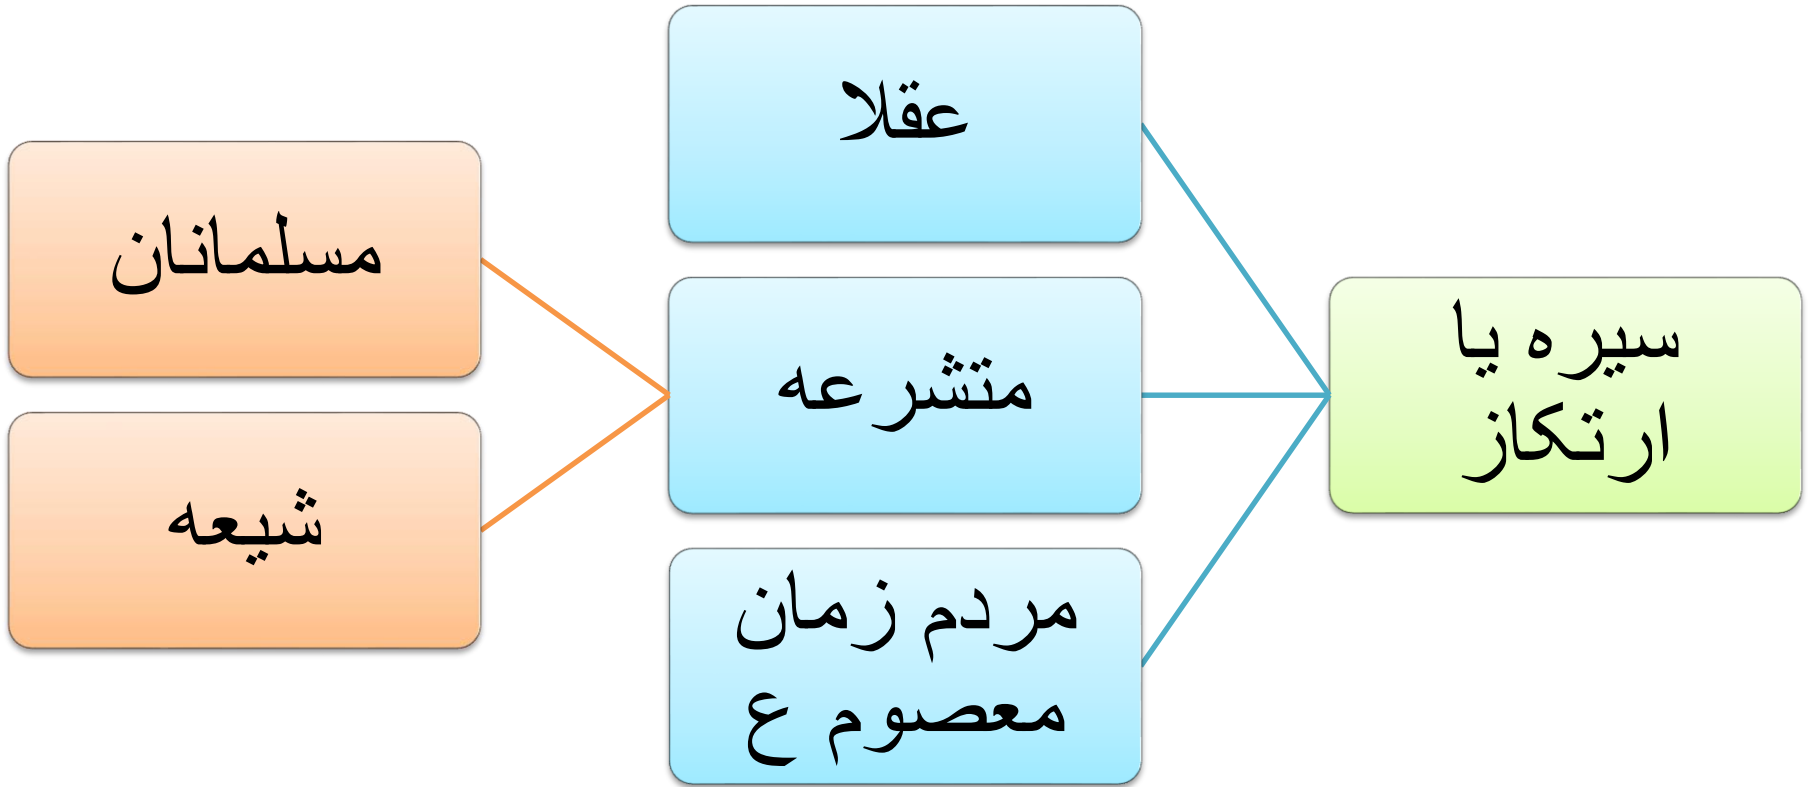 سیره یا
ارتکاز
عقلا
متشرعه
مردم زمان
معصوم ع
مسلمانان
شیعه